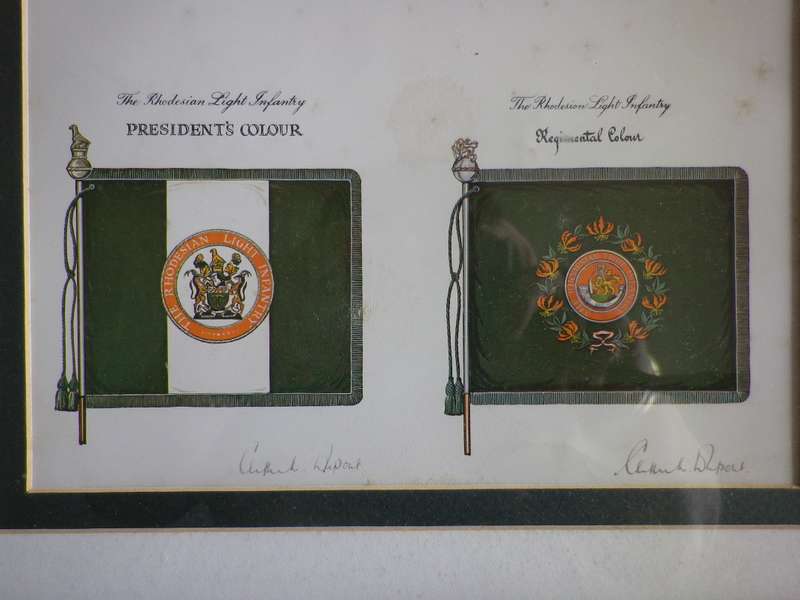 The Rhodesian Light Infantry
PRESIDENT'S COLOUR
THE RHODESIAN LIGHT INFANTRY
The Rhodesian Light Infantry
Regimental Colour